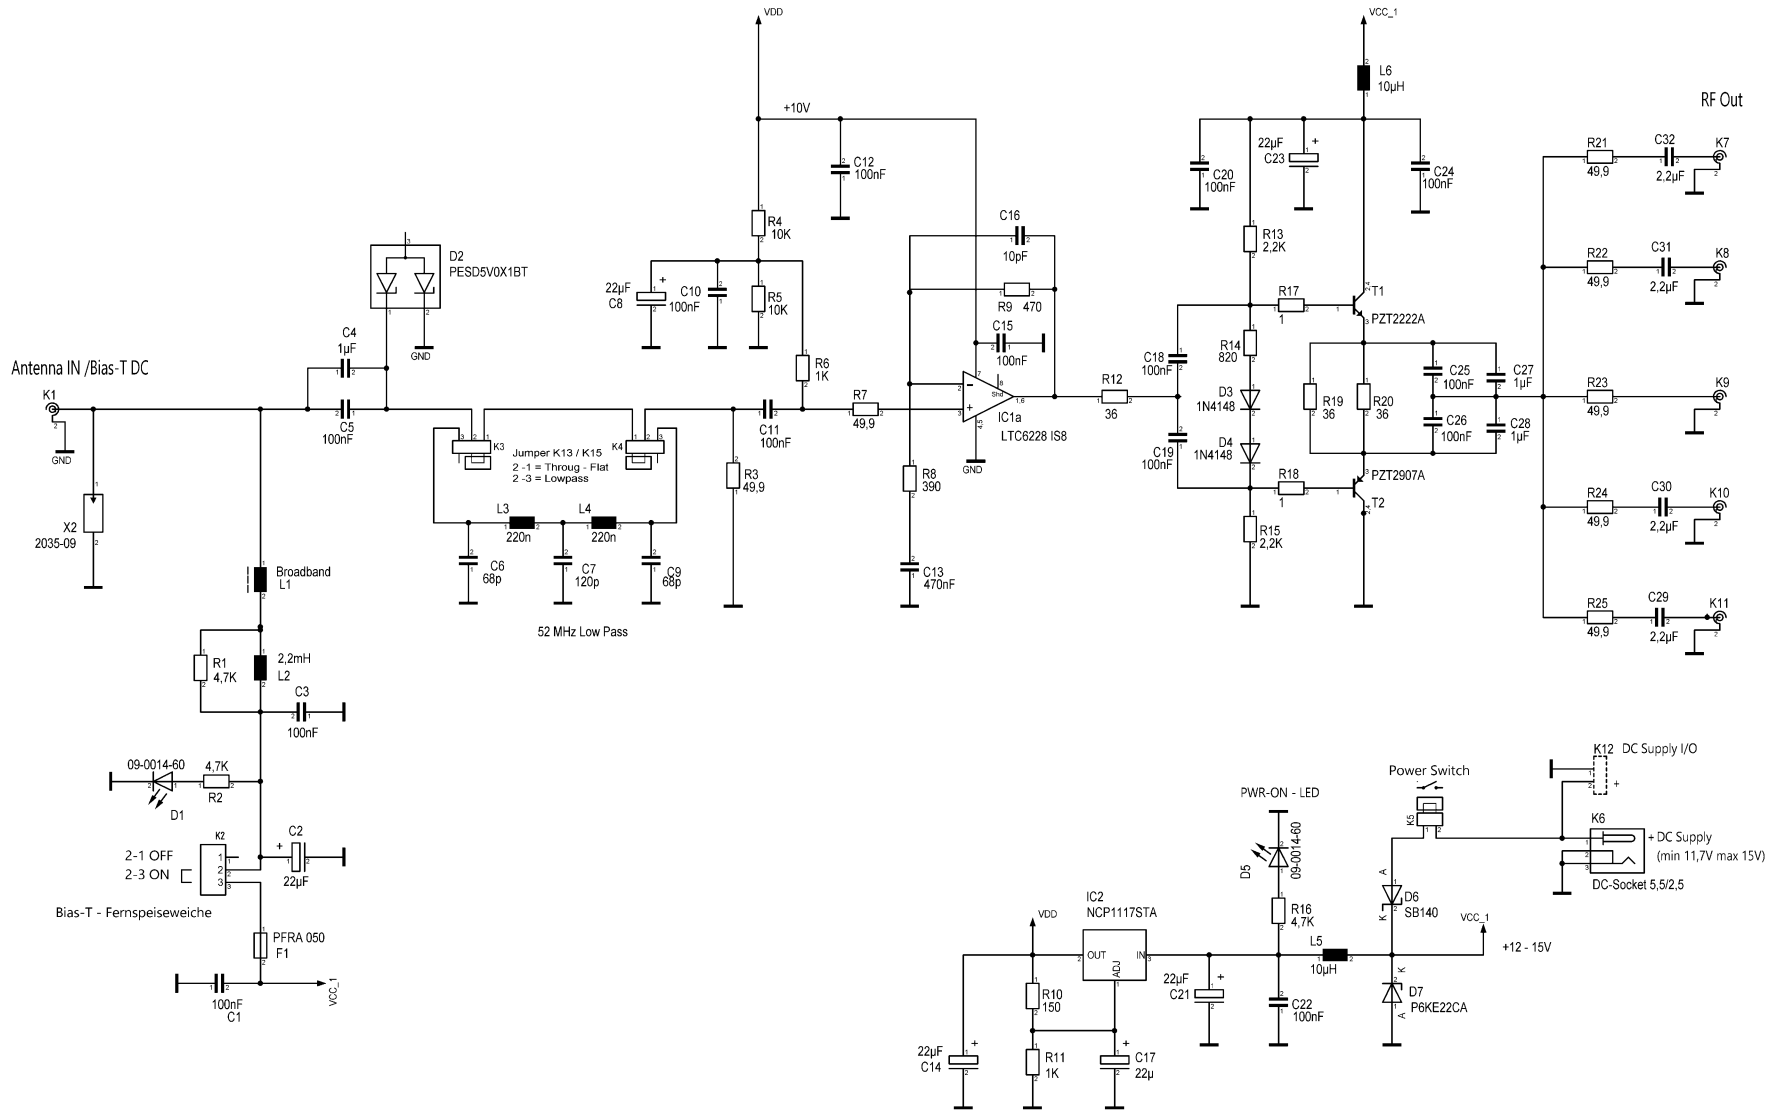 VDD
VCC_1
L6
10µH
RF Out
+10V
C12
100nF
C20
100nF
22µF
C23
+
C24
100nF
R21
49,9
C32
2,2µF
K7
R4
10K
C16
10pF
R13
2,2K
R22
49,9
C31
2,2µF
K8
D2
PESD5V0X1BT
GND
22µF
C8
+
C10
100nF
R5
10K
R9
470
R17
1
T1
PZT2222A
C4
1µF
C15
100nF
R14
820
Antenna IN /Bias-T DC
K1
GND
C5
100nF
R6
1K
R7
49,9
Shd
IC1a
LTC6228 IS8
GND
R12
36
C18
100nF
C19
100nF
D3
1N4148
D4
1N4148
R19
36
R20
36
C25
100nF
C26
100nF
C27
1µF
C28
1µF
R23
49,9
K9
K3
K4
Jumper K13 / K15
2 -1 = Throug - Flat
2 -3 = Lowpass
C11
100nF
R3
49,9
R8
390
R18
1
PZT2907A
T2
R24
49,9
C30
2,2µF
K10
X2
2035-09
L3
220n
L4
220n
R15
2,2K
C6
68p
C7
120p
C9
68p
C13
470nF
Broadband
L1
52 MHz Low Pass
R25
49,9
C29
2,2µF
K11
R1
4,7K
2,2mH
L2
C3
100nF
09-0014-60
D1
4,7K
R2
K2
1
2
3
2-1 OFF
2-3 ON
C2
+
22µF
Bias-T - Fernspeiseweiche
PFRA 050
F1
100nF
C1
VCC_1
K12
DC Supply I/O
+
Power Switch
K5
K6
+ DC Supply
(min 11,7V max 15V)
DC-Socket 5,5/2,5
PWR-ON - LED
D5
09-0014-60
A
K
D6
SB140
R16
4,7K
VDD
IC2
NCP1117STA
OUT
IN
ADJ
L5
10µH
VCC_1
+12 - 15V
K
A
D7
P6KE22CA
22µF
C21
+
C22
100nF
R10
150
R11
1K
22µF
C14
+
C17
22µ
+